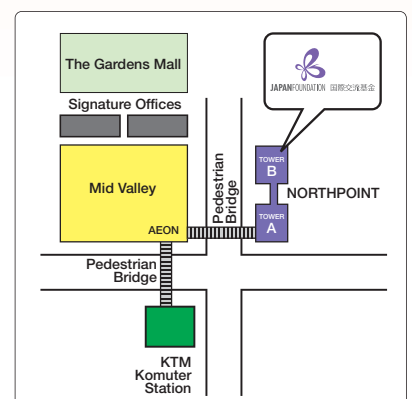 The Gardens Mall
Signature Offices
JAPANFOUNDATION 国際交流基金
Mid Valley
AEON
Pedestrian
Bridge
TOWER
B
NORTHPOINT
TOWER
A
Pedestrian
Bridge
KTM
Komuter
Station